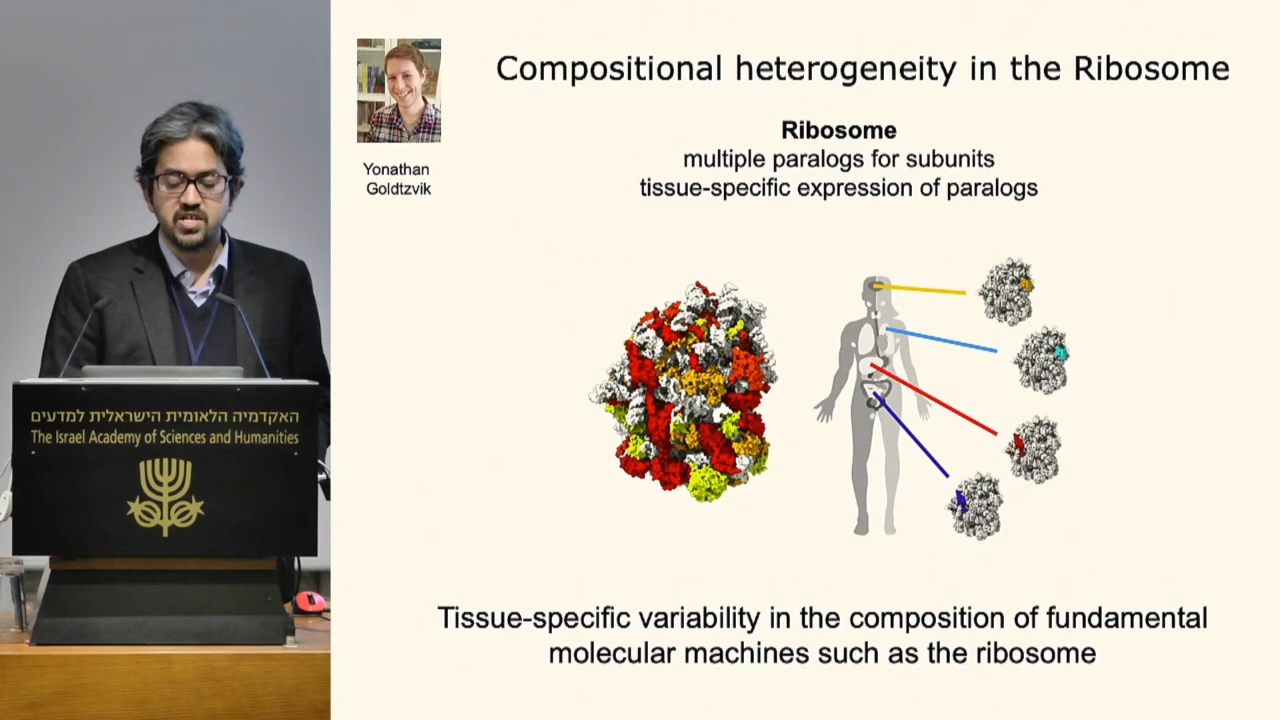 Compositional heterogeneity in the Ribosome
Ribosome
multiple paralogs for subunits
tissue-specific expression of paralogs
Yonathan
Goldtzvik
האקדמיה הלאומית הישראלית למדעים
The Israel Academy of Sciences and Humanities
Tissue-specific variability in the composition of fundamental
molecular machines such as the ribosome